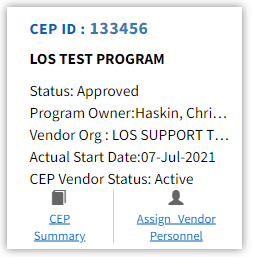 CEP ID : 133456
LOS TEST PROGRAM
Status: Approved
Program Owner:Haskin, Chri...
Vendor Org : LOS SUPPORT T...
Actual Start Date:07-Jul-2021
CEP Vendor Status: Active
CEP
Summary
Assign Vendor
Personnel